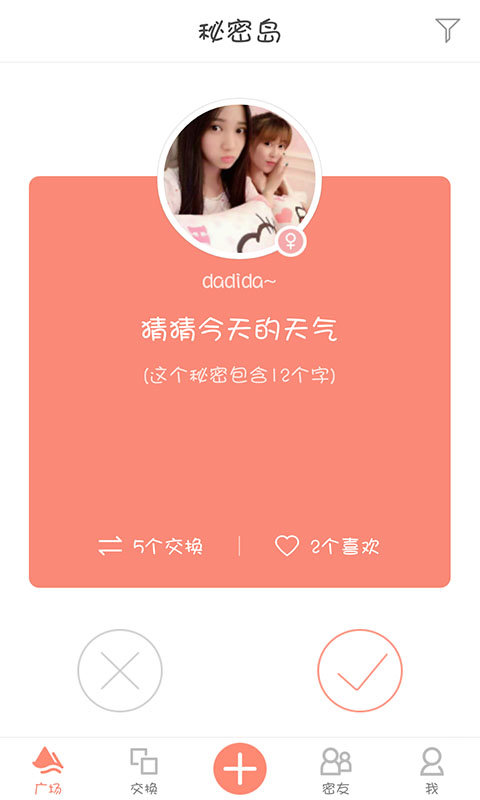 秘密岛
dadida~
猜猜今天的天气
(这个秘密包含12个字)
5个交换
2个喜欢
广场
交换
密友
我